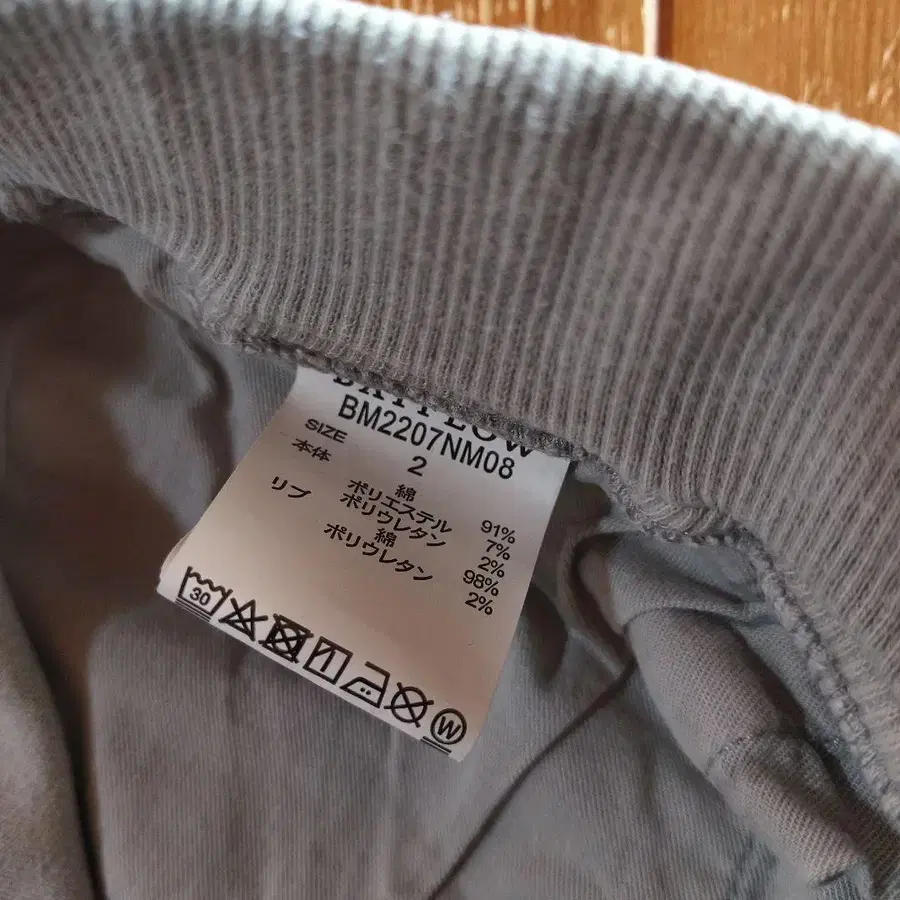 BAYFLOW
BM2207NM08
SIZE 2
本体 綿 91%
ポリエステル 7%
ポリウレタン 2%
リブ 綿 98%
ポリウレタン 2%
30 W